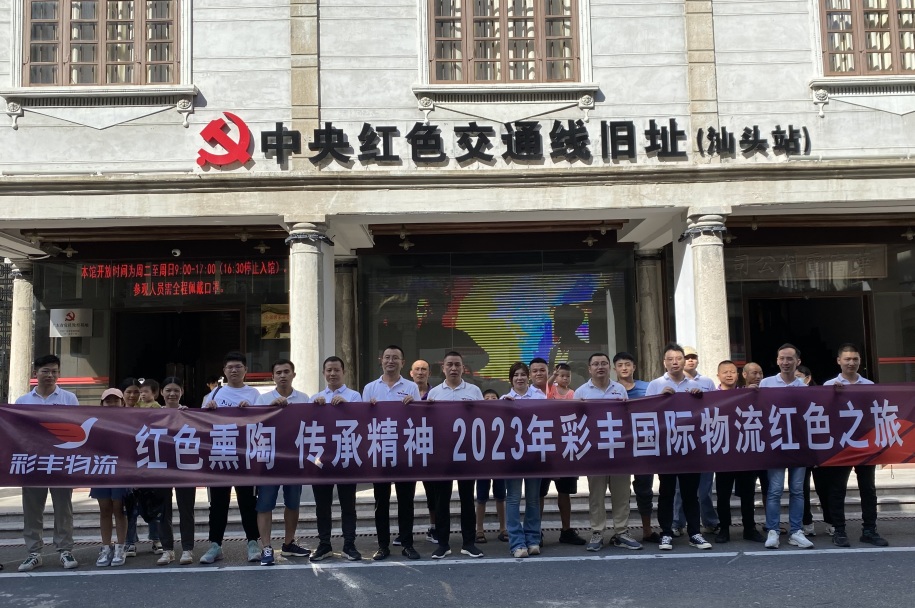 中央红色交通线旧址(汕头站)
本馆开放时间为周二至周日9:00-17:00(16:30停止入馆),
参观人员需全程佩戴口罩。
彩丰物流
红色熏陶 传承精神 2023年彩丰国际物流红色之旅